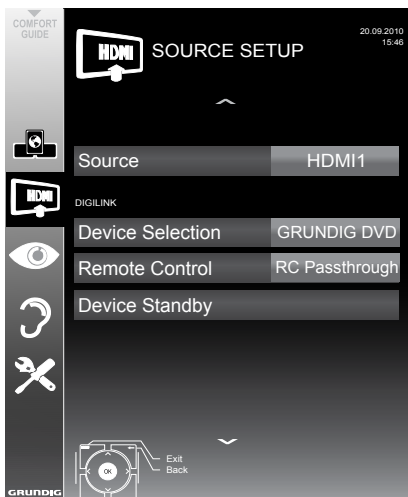 COMFORT
GUIDE
HDMI
SOURCE SETUP
20.09.2010
15:46
Source HDMI1
HDMI
DIGILINK
Device Selection GRUNDIG DVD
Remote Control RC Passthrough
Device Standby
OK
Exit
Back
GRUNDIG